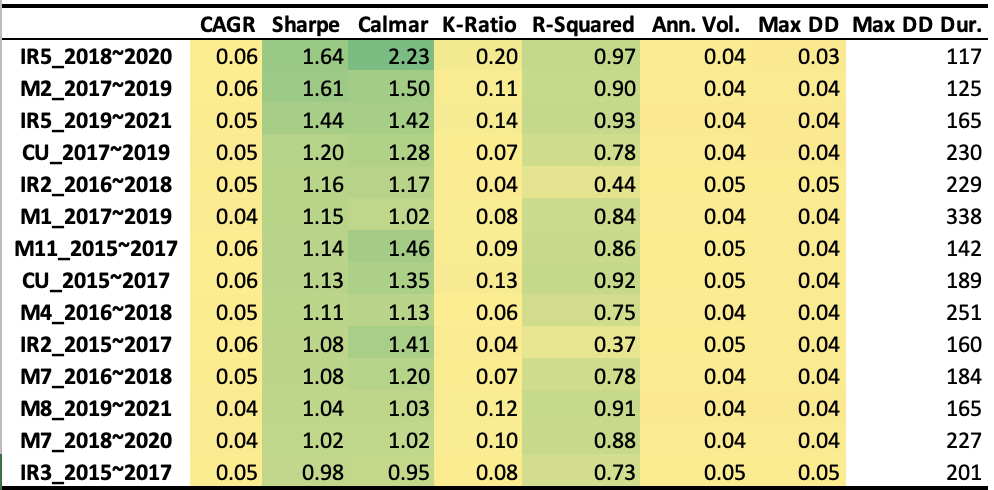 CAGR Sharpe Calmar K-Ratio R-Squared Ann. Vol. Max DD Max DD Dur.
IR5_2018~2020 0.06 1.64 2.23 0.20 0.97 0.04 0.03 117
M2_2017~2019 0.06 1.61 1.50 0.11 0.90 0.04 0.04 125
IR5_2019~2021 0.05 1.44 1.42 0.14 0.93 0.04 0.04 165
CU_2017~2019 0.05 1.20 1.28 0.07 0.78 0.04 0.04 230
IR2_2016~2018 0.05 1.16 1.17 0.04 0.44 0.05 0.05 229
M1_2017~2019 0.04 1.15 1.02 0.08 0.84 0.04 0.04 338
M11_2015~2017 0.06 1.14 1.46 0.09 0.86 0.05 0.04 142
CU_2015~2017 0.06 1.13 1.35 0.13 0.92 0.05 0.04 189
M4_2016~2018 0.05 1.11 1.13 0.06 0.75 0.04 0.04 251
IR2_2015~2017 0.06 1.08 1.41 0.04 0.37 0.05 0.04 160
M7_2016~2018 0.05 1.08 1.20 0.07 0.78 0.04 0.04 184
M8_2019~2021 0.04 1.04 1.03 0.12 0.91 0.04 0.04 165
M7_2018~2020 0.04 1.02 1.02 0.10 0.88 0.04 0.04 227
IR3_2015~2017 0.05 0.98 0.95 0.08 0.73 0.05 0.05 201